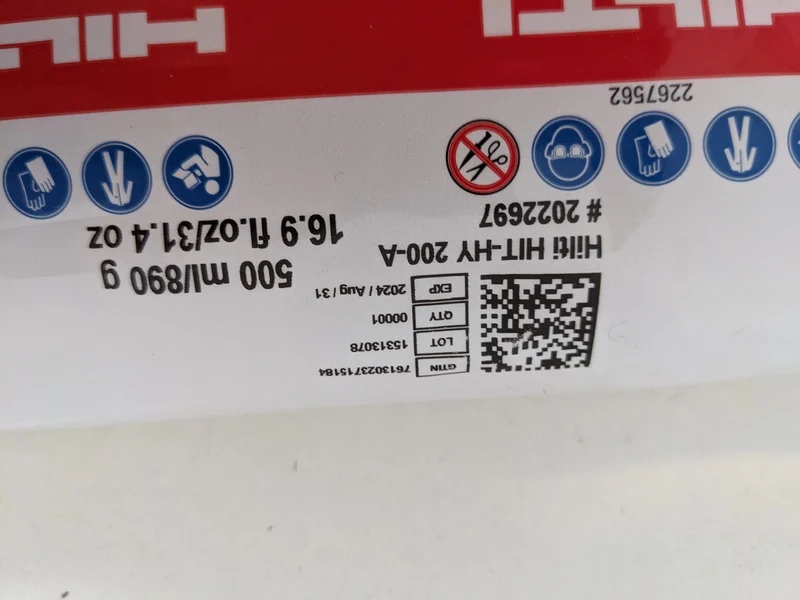 GTIN 7613023715184
LOT 15313078
QTY 00001
EXP 2024 / Aug / 31
Hilti HIT-HY 200-A
# 2022697
500 ml/890 g
16.9 fl.oz/31.4 oz
2267562
HILTI
HILTI